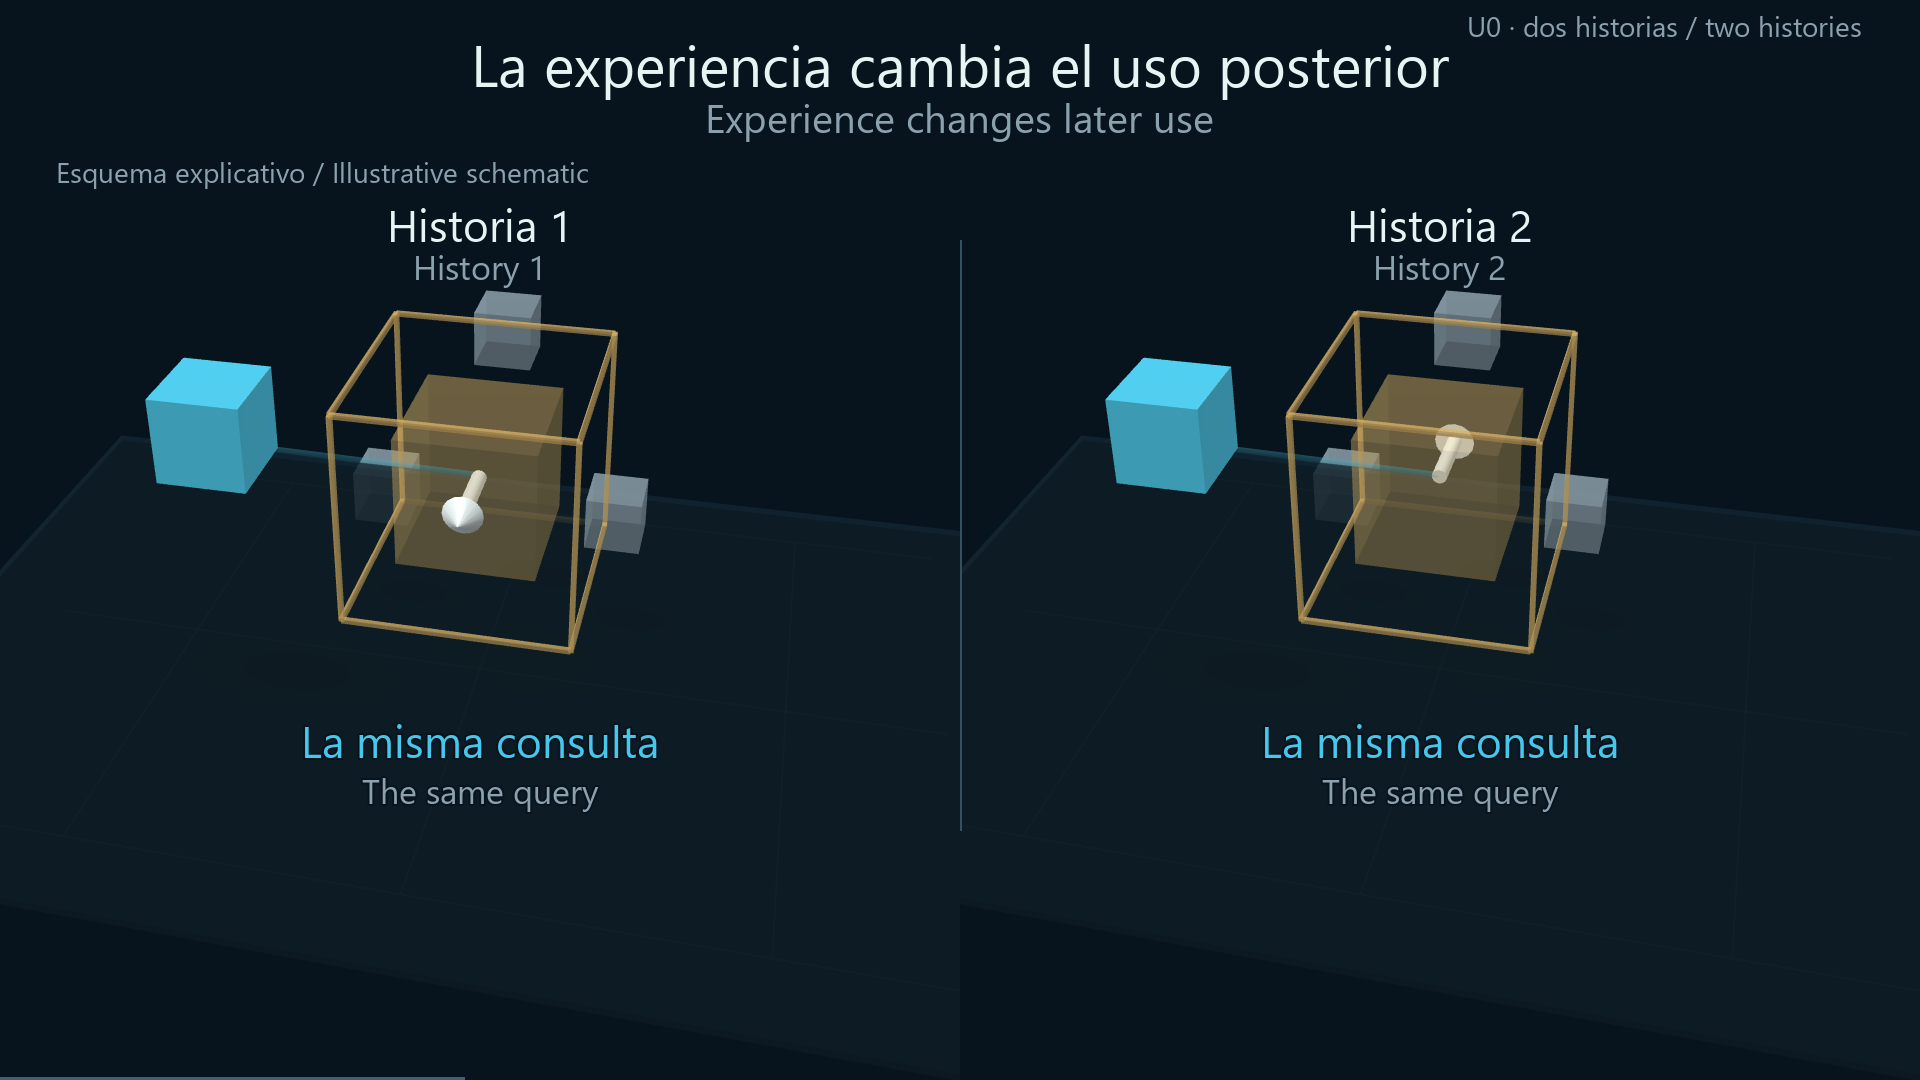 U0 · dos historias / two histories
La experiencia cambia el uso posterior
Experience changes later use
Esquema explicativo / Illustrative schematic
Historia 1
History 1
La misma consulta
The same query
Historia 2
History 2
La misma consulta
The same query